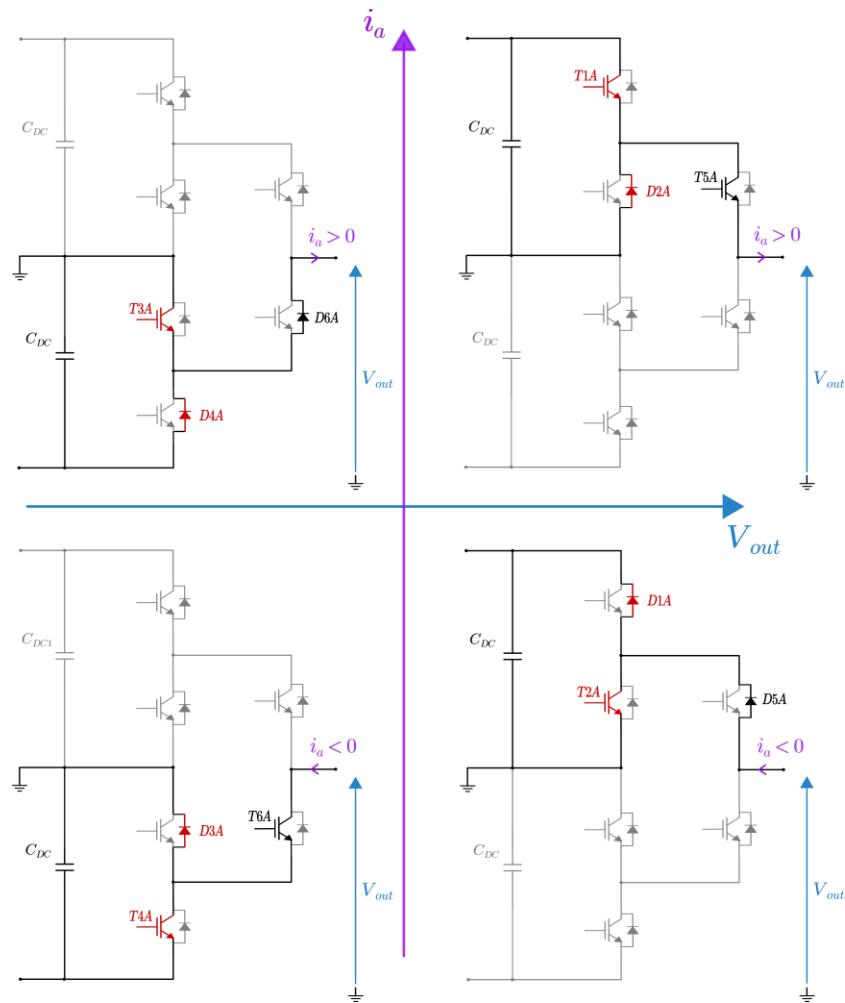 i_a
C_DC
T1A
C_DC
D2A
T5A
i_a > 0
i_a > 0
T3A
D6A
C_DC
C_DC
V_out
V_out
D4A
V_out
C_DC1
D1A
C_DC
T2A
D5A
i_a < 0
i_a < 0
D3A
T6A
C_DC
C_DC
V_out
V_out
T4A